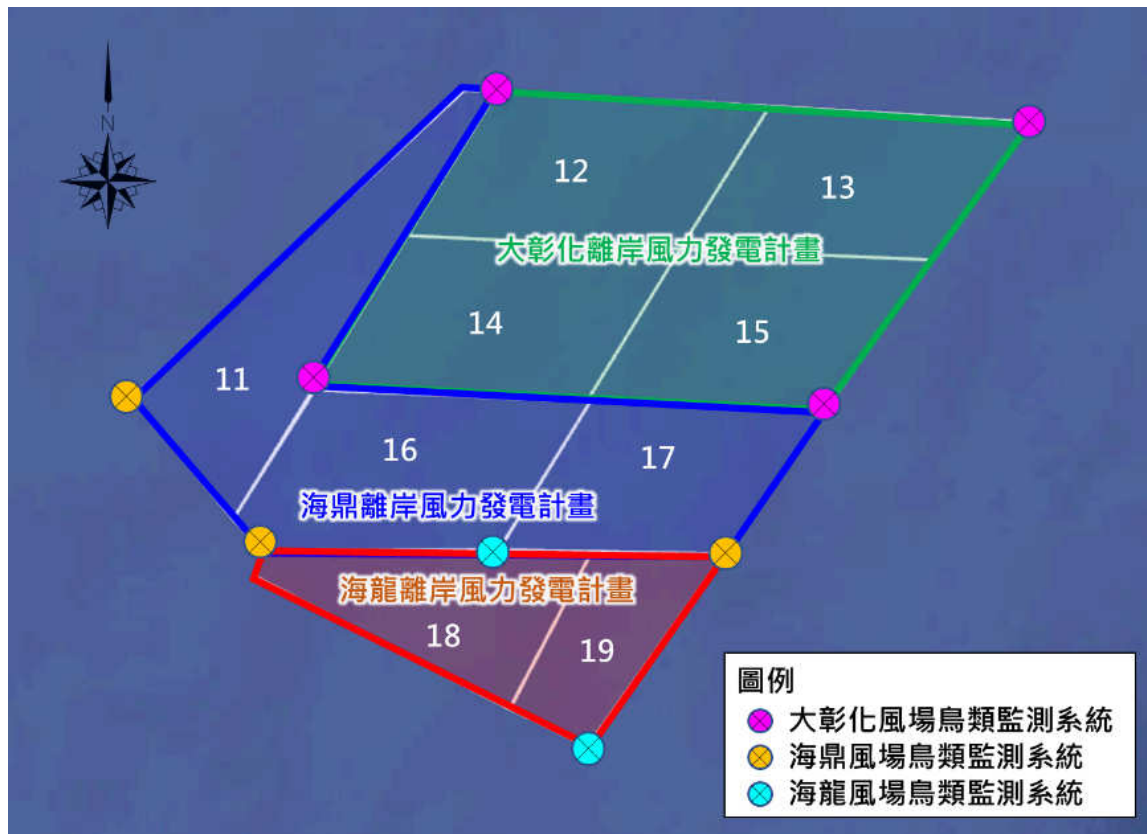 N
12
13
大彰化離岸風力發電計畫
14
15
11
16
17
海鼎離岸風力發電計畫
海龍離岸風力發電計畫
18
19
圖例
大彰化風場鳥類監測系統
海鼎風場鳥類監測系統
海龍風場鳥類監測系統